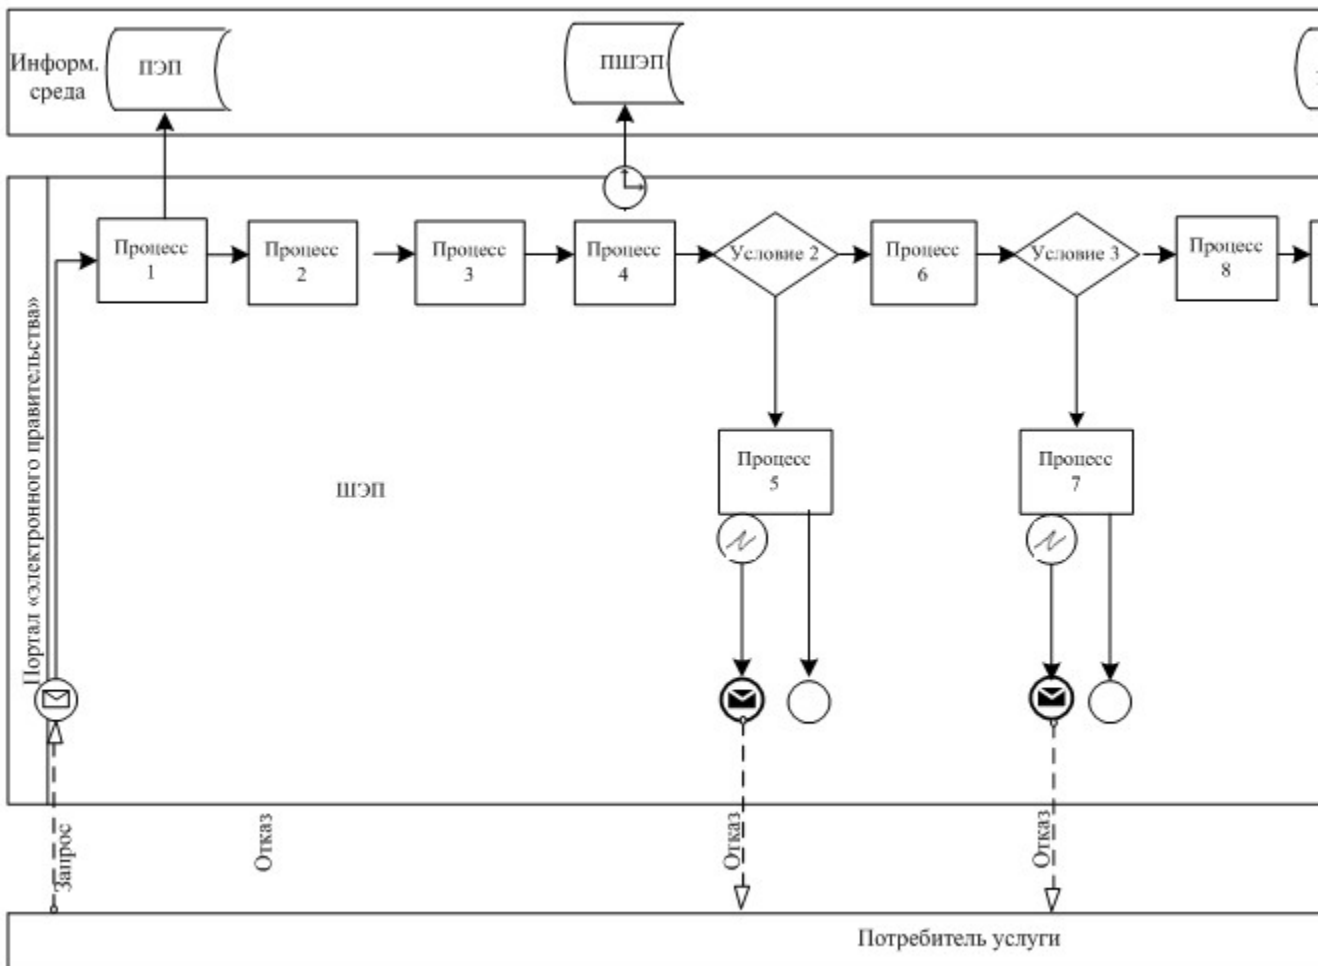 Информ.
среда
ПЭП
ПШЭП
Портал «электронного правительства»
Процесс
1
Процесс
2
Процесс
3
Процесс
4
Условие 2
Процесс
6
Условие 3
Процесс
8
Процесс
5
Процесс
7
ШЭП
Запрос
Отказ
Отказ
Отказ
Потребитель услуги